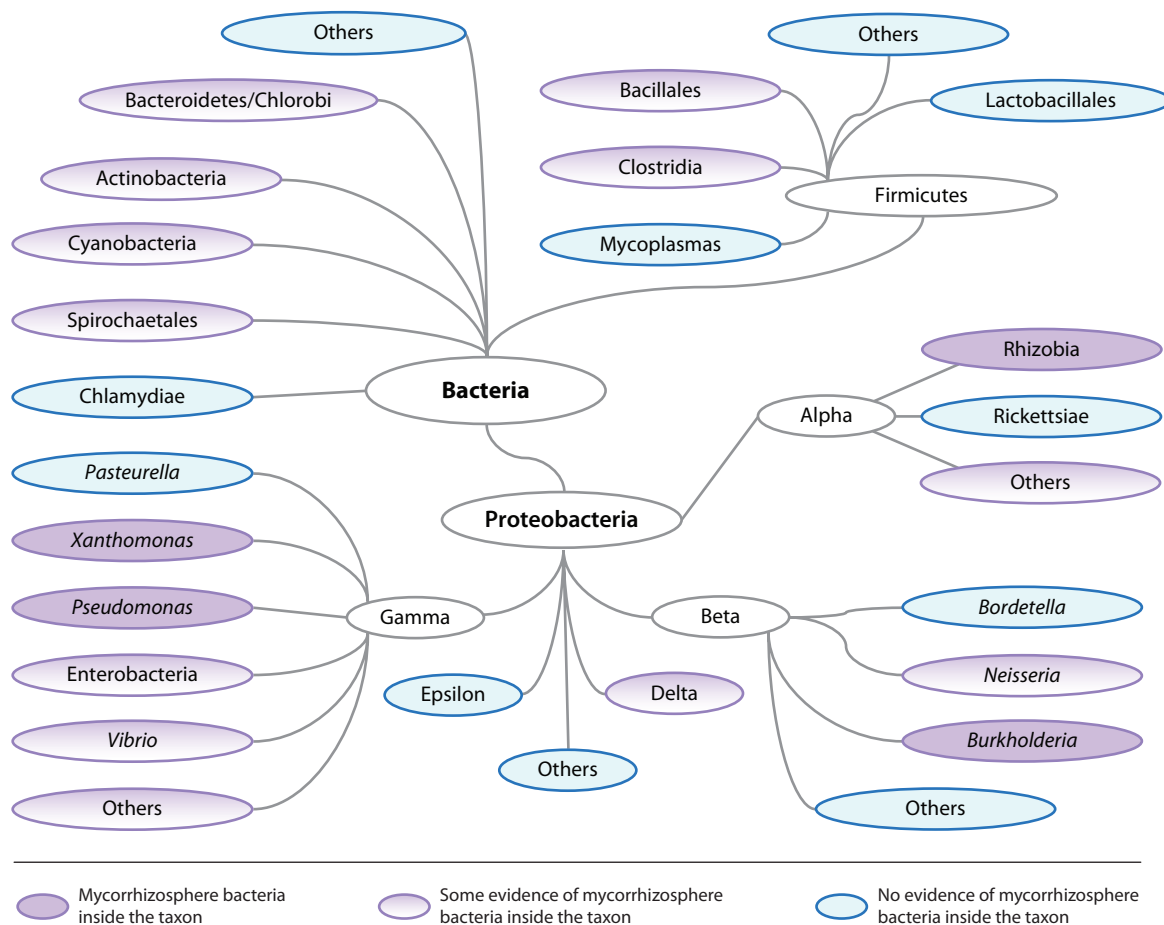 Others
Others
Bacteroidetes/Chlorobi
Bacillales
Lactobacillales
Actinobacteria
Clostridia
Firmicutes
Cyanobacteria
Mycoplasmas
Spirochaetales
Rhizobia
Chlamydiae
Bacteria
Alpha
Rickettsiae
Pasteurella
Others
Xanthomonas
Proteobacteria
Pseudomonas
Gamma
Beta
Bordetella
Enterobacteria
Epsilon
Delta
Neisseria
Vibrio
Others
Burkholderia
Others
Others
Mycorrhizosphere bacteria
inside the taxon
Some evidence of mycorrhizosphere
bacteria inside the taxon
No evidence of mycorrhizosphere
bacteria inside the taxon